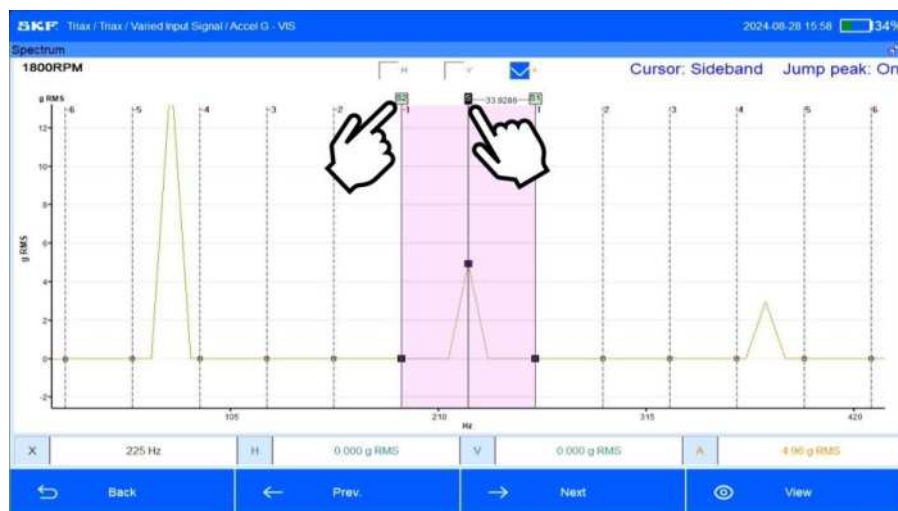 SKF Triax / Triax / Varied Input Signal / Accel G - VIS 2024-08-28 15:58 34%
Spectrum
1800RPM H V A Cursor: Sideband Jump peak: On
g RMS S2 S 33.9286 S1
-6 -5 -4 -3 -2 -1 1 2 3 4 5 6
12
10
8
6
g RMS
4
2
0
-2
105 210 315 420
Hz
X 225 Hz H 0.000 g RMS V 0.000 g RMS A 4.96 g RMS
Back Prev. Next View